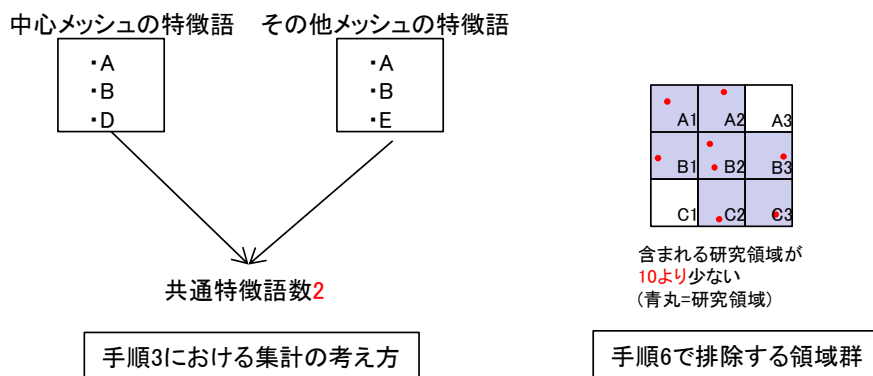 中心メッシュの特徴語
その他メッシュの特徴語
・A
・B
・D
・A
・B
・E
共通特徴語数2
手順3における集計の考え方
A1
A2
A3
B1
B2
B3
C1
C2
C3
含まれる研究領域が
10より少ない
(青丸=研究領域)
手順6で排除する領域群